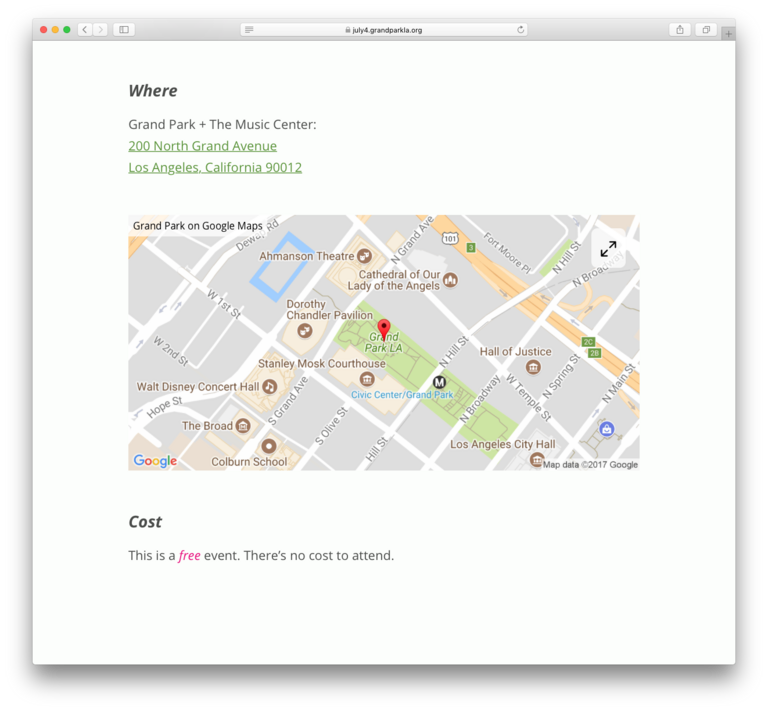 july4.grandparkla.org
Where
Grand Park + The Music Center:
200 North Grand Avenue
Los Angeles, California 90012
Grand Park on Google Maps
Rd
N Grand Ave
101
3
Fort Moore Pl
N Hill St
Ahmanson Theatre
Cathedral of Our
Lady of the Angels
W 1st St
Dorothy
Chandler Pavilion
Grand
Park LA
W 2nd St
Stanley Mosk Courthouse
N Hill St
Hall of Justice
2C
2B
Walt Disney Concert Hall
M
Civic Center/Grand Park
N Broadway
W Temple St
N Spring St
N Main St
Hope St
S Grand Ave
S Olive St
The Broad
Hill St
Los Angeles City Hall
Colburn School
Google
Map data ©2017 Google
Cost
This is a free event. There's no cost to attend.